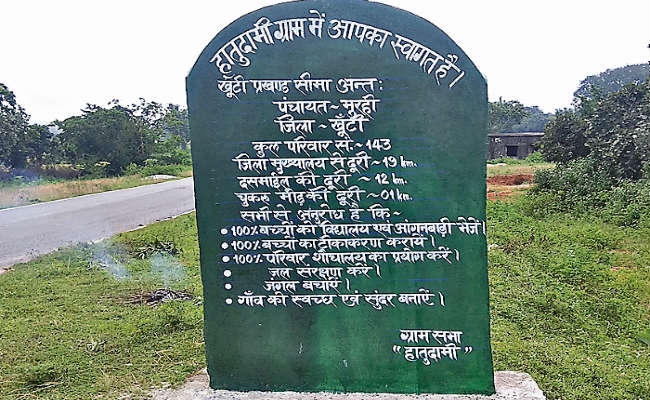 हातुदामी ग्राम में आपका स्वागत है।
खूँटी प्रखण्ड सीमा अन्त:
पंचायत~ मुरही
जिला~ खूँटी
कुल परिवार सं.~ 143
जिला मुख्यालय से दूरी~ 19 km.
दसमाईल की दूरी ~ 12 km.
चुकरू मोड़ की दूरी ~ 01 km.
सभी से अनुरोध है कि~
• 100% बच्चों को विद्यालय एवं आंगनबाड़ी भेजें।
• 100% बच्चों का टीकाकरण करायें।
• 100% परिवार शौचालय का प्रयोग करें।
• जल संरक्षण करें।
• जंगल बचाएँ।
• गाँव को स्वच्छ एवं सुंदर बनाएँ।
ग्राम सभा
"हातुदामी"